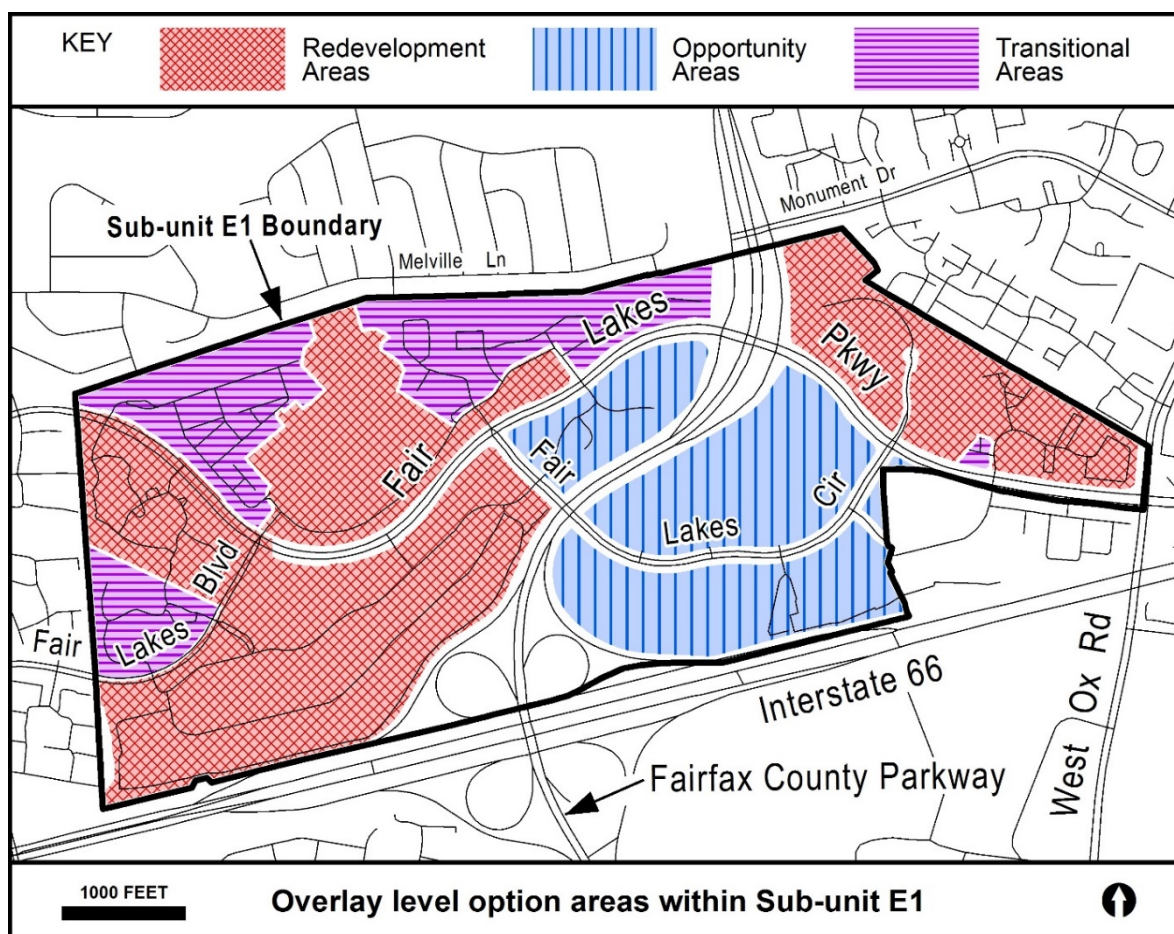 KEY
Redevelopment
Areas
Opportunity
Areas
Transitional
Areas
Monument Dr
Sub-unit E1 Boundary
Melville Ln
Fair Lakes Pkwy
Fair Lakes Cir
Fair Lakes Blvd
Interstate 66
West Ox Rd
Fairfax County Parkway
1000 FEET
Overlay level option areas within Sub-unit E1